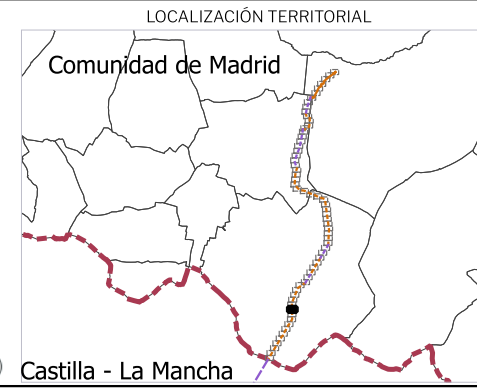 LOCALIZACIÓN TERRITORIAL
Comunidad de Madrid
Castilla - La Mancha